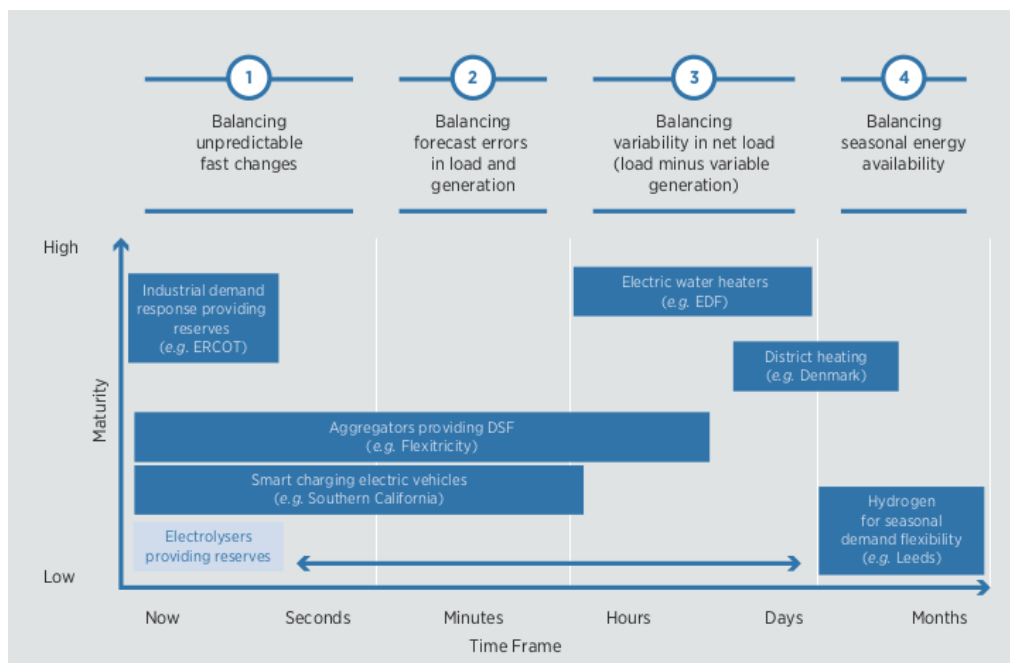 1
Balancing
unpredictable
fast changes
2
Balancing
forecast errors
in load and
generation
3
Balancing
variability in net load
(load minus variable
generation)
4
Balancing
seasonal energy
availability
High
Maturity
Low
Industrial demand
response providing
reserves
(e.g. ERCOT)
Electric water heaters
(e.g. EDF)
District heating
(e.g. Denmark)
Aggregators providing DSF
(e.g. Flexitricity)
Smart charging electric vehicles
(e.g. Southern California)
Electrolysers
providing reserves
Hydrogen
for seasonal
demand flexibility
(e.g. Leeds)
Now Seconds Minutes Hours Days Months
Time Frame